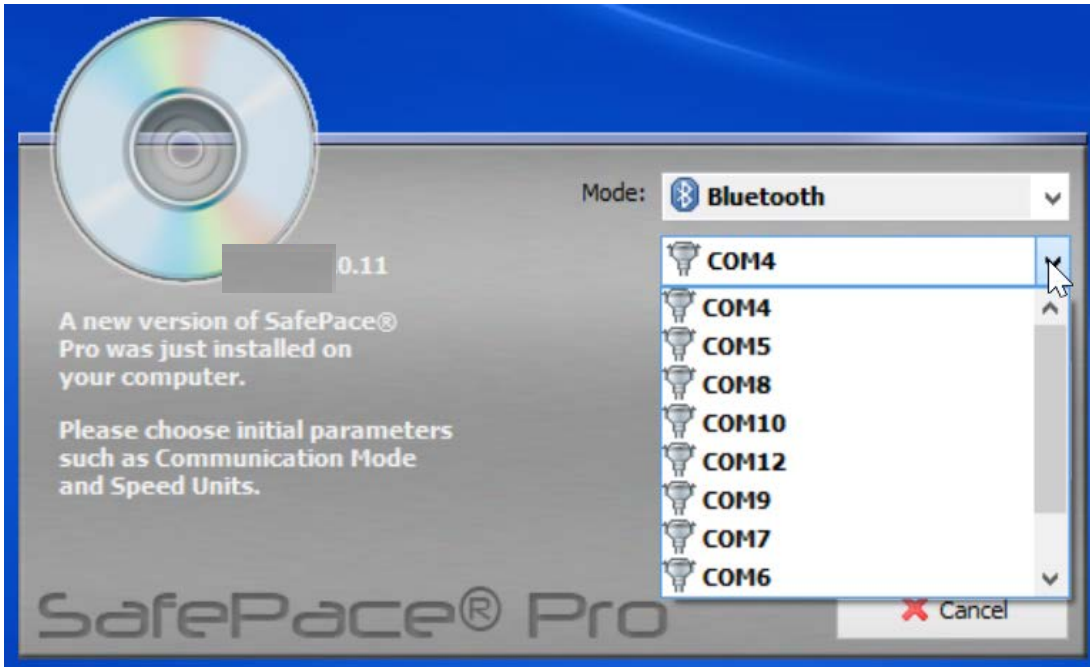 Mode:
Bluetooth
COM4
0.11
COM4
COM5
COM8
COM10
COM12
COM9
COM7
COM6
A new version of SafePace®
Pro was just installed on
your computer.
Please choose initial parameters
such as Communication Mode
and Speed Units.
SafePace® Pro
Cancel